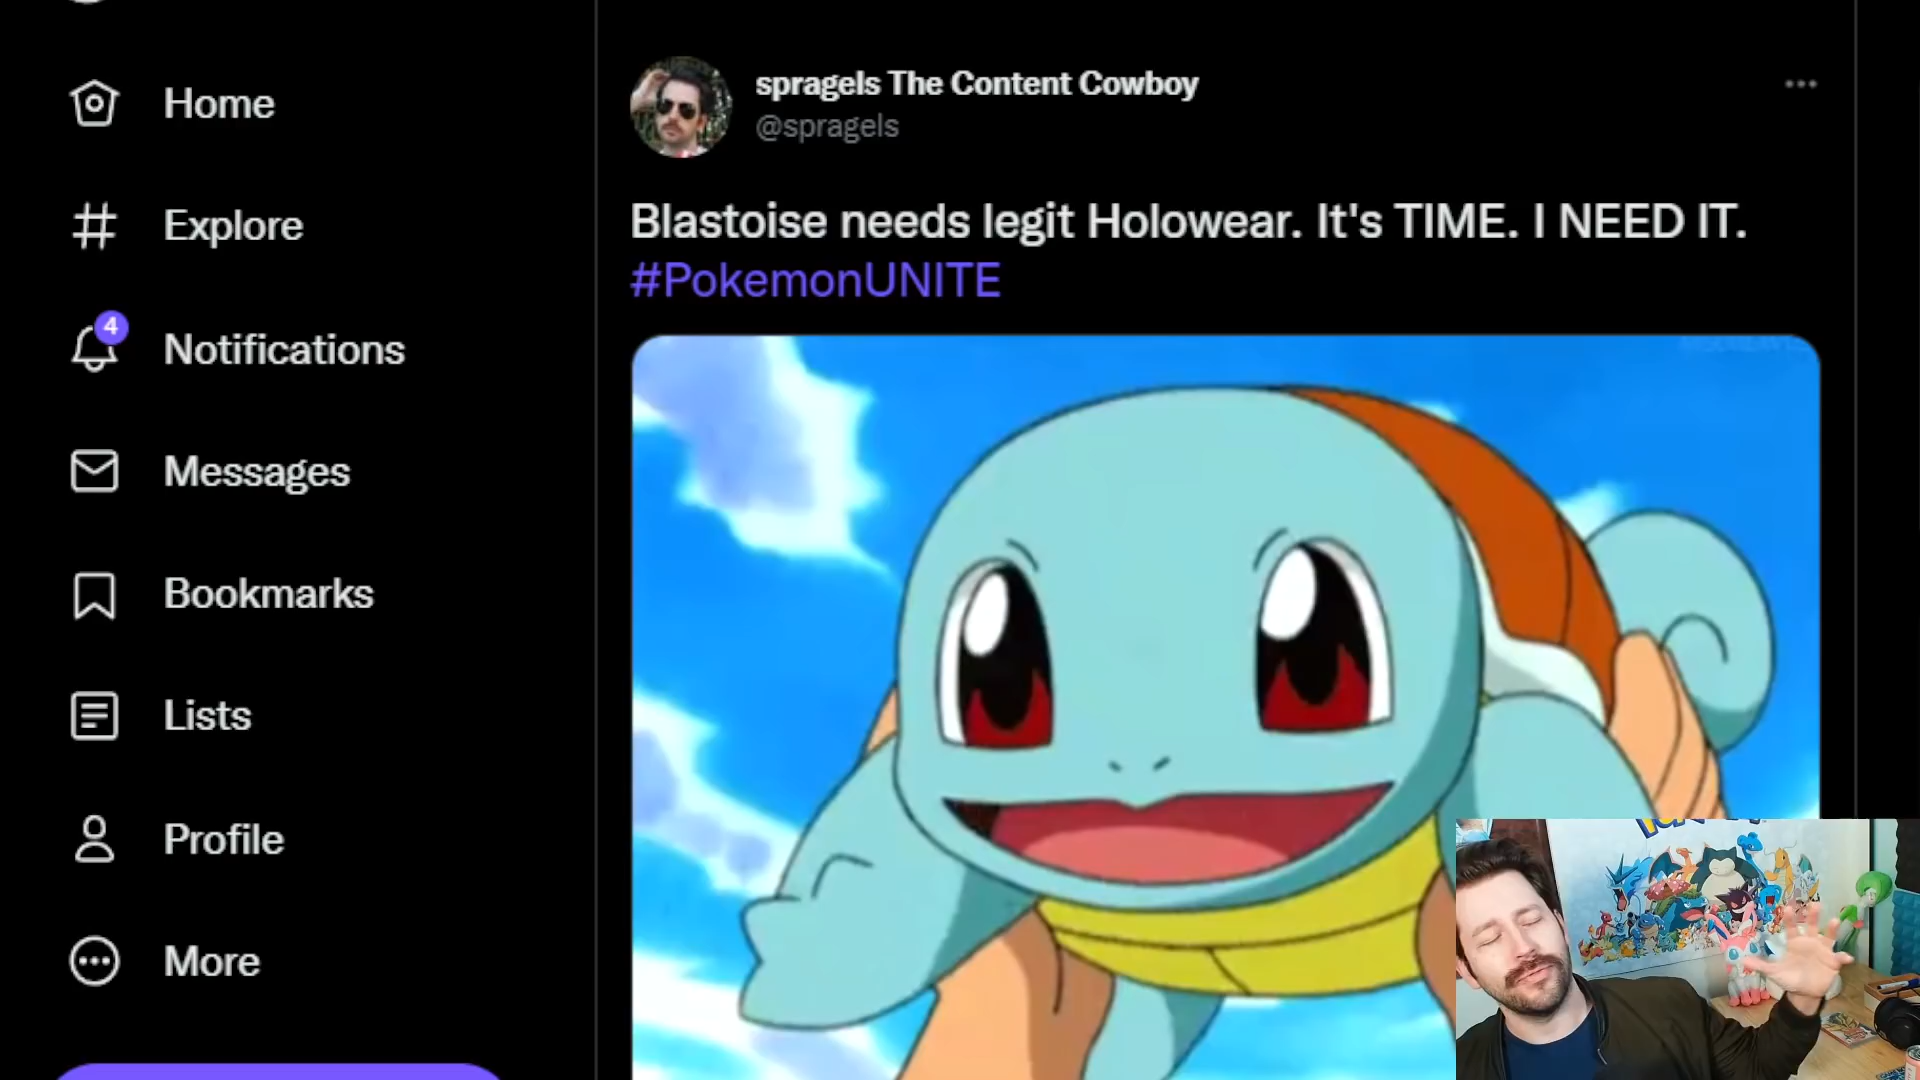 Home
Explore
4
Notifications
Messages
Bookmarks
Lists
Profile
More
spragels The Content Cowboy
@spragels
Blastoise needs legit Holowear. It's TIME. I NEED IT.
#PokemonUNITE